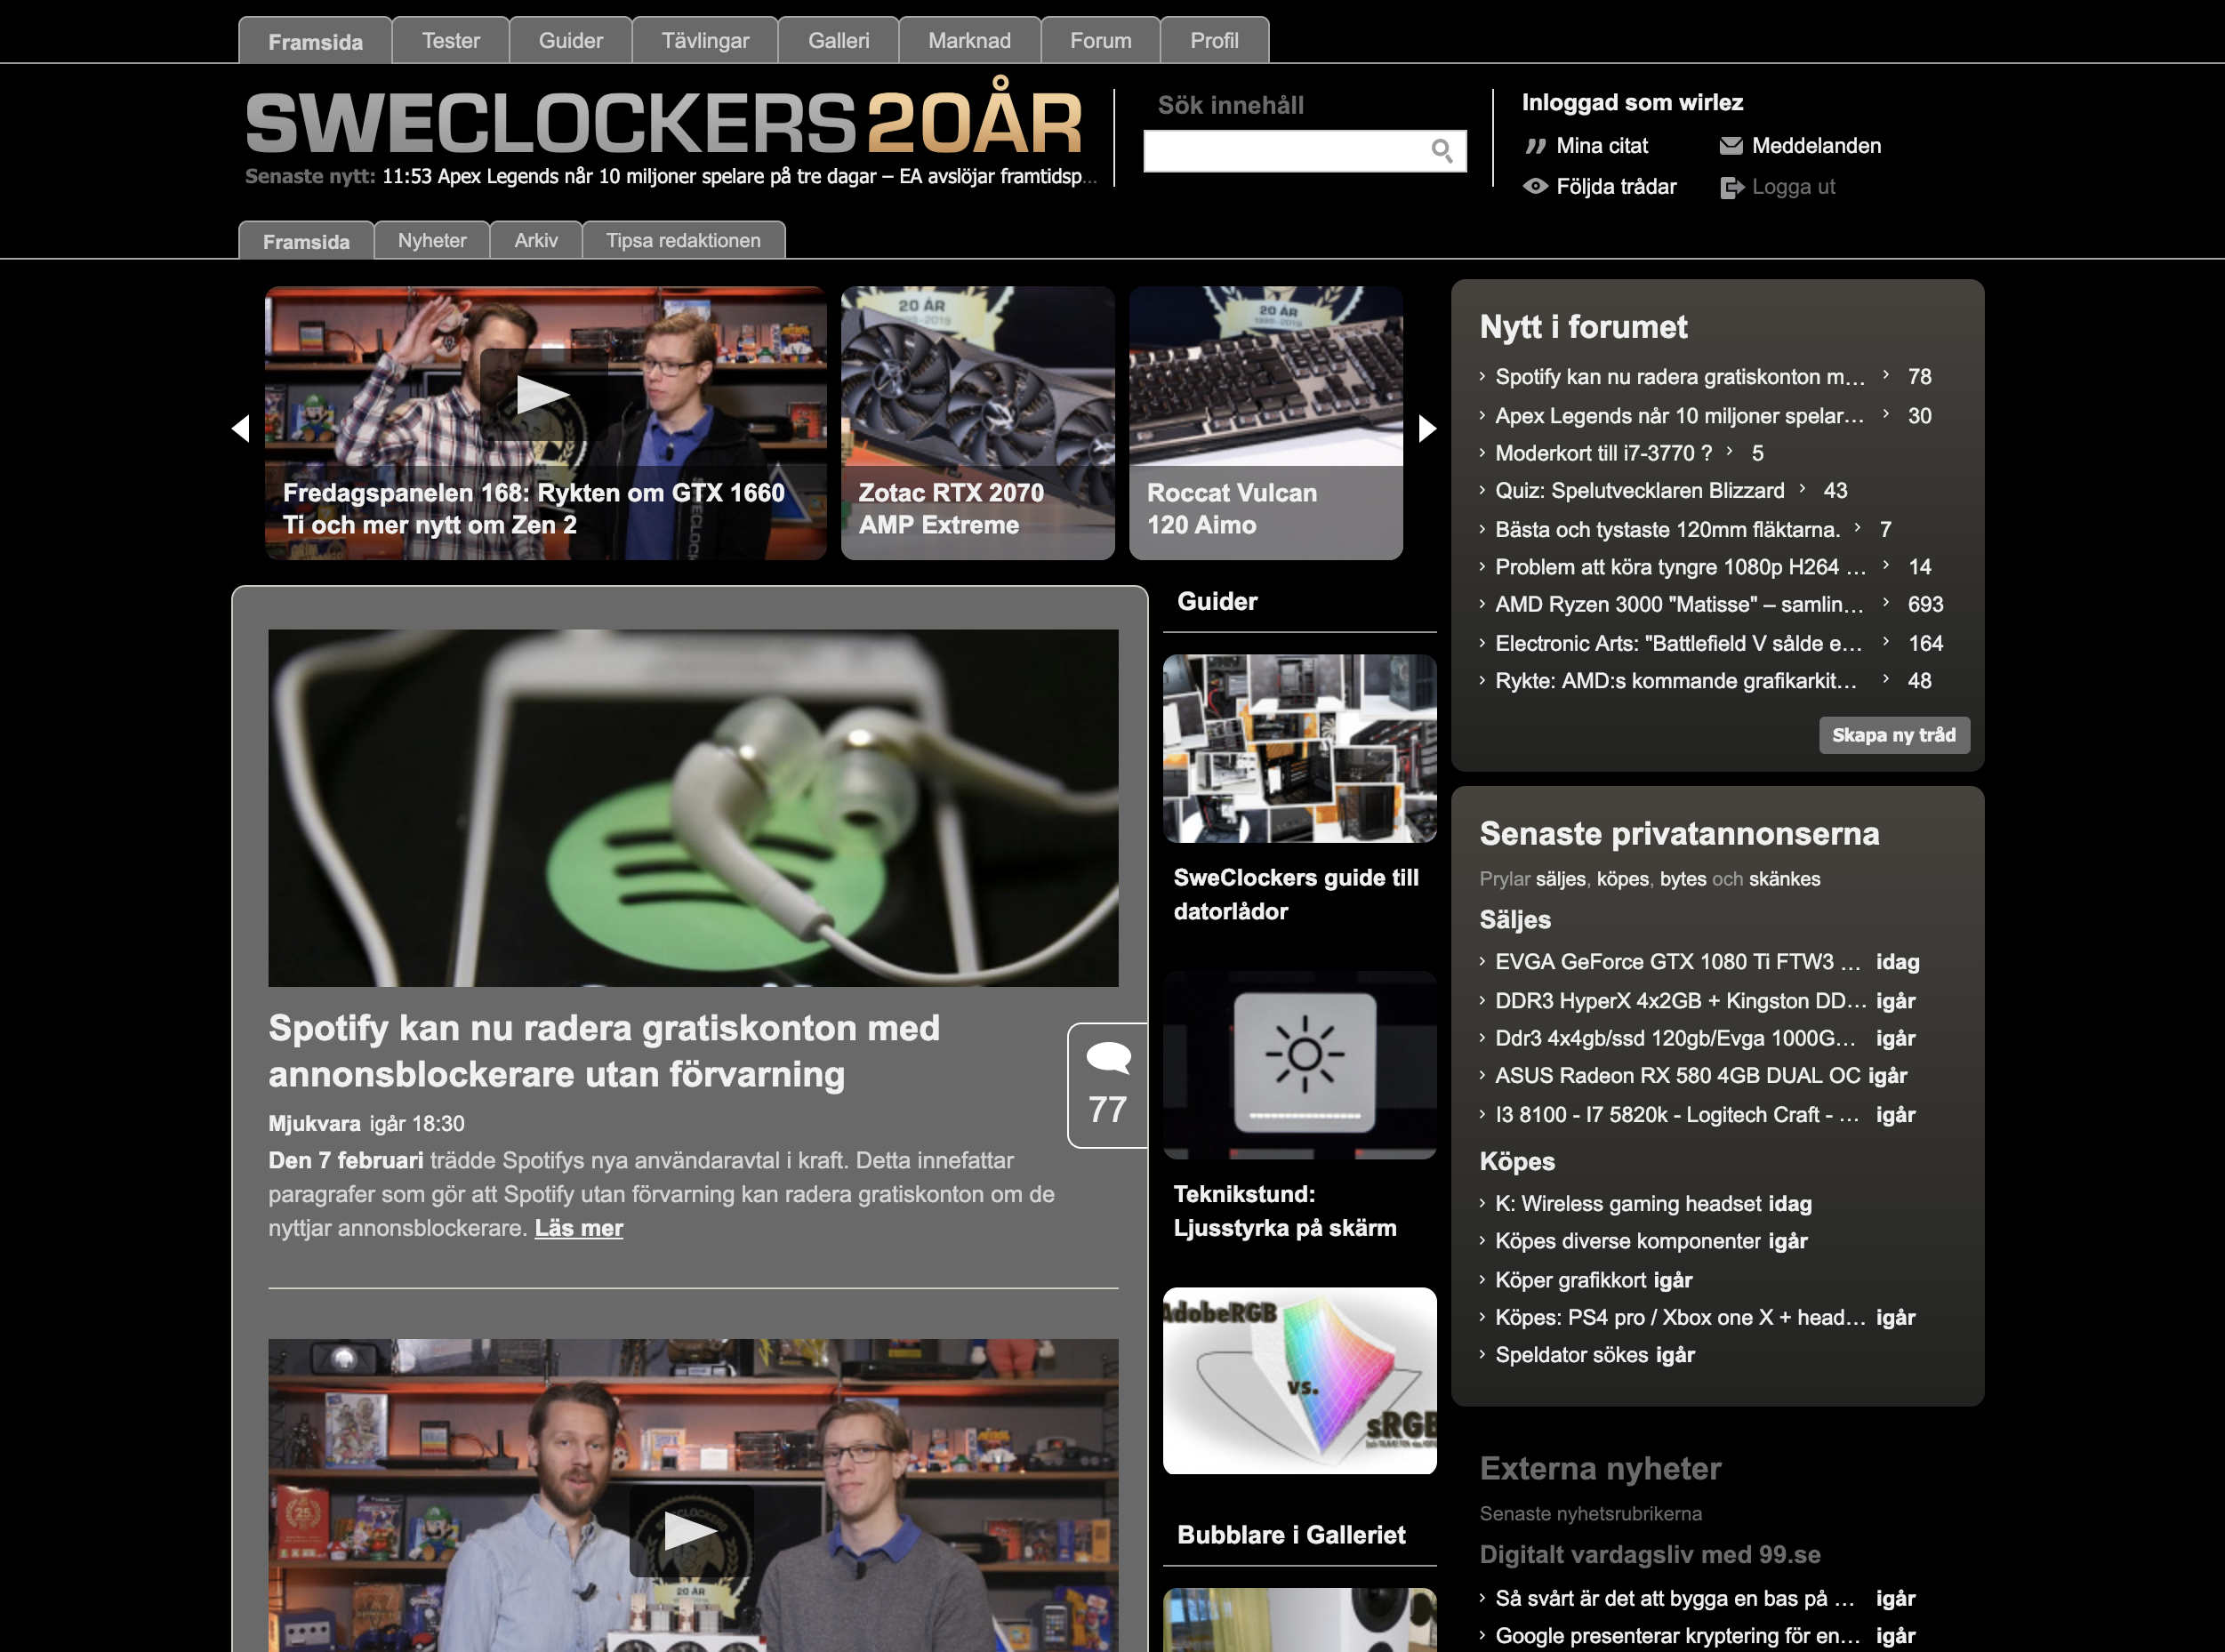 Framsida
Tester
Guider
Tävlingar
Galleri
Marknad
Forum
Profil
SWECLOCKERS 20ÅR
Senaste nytt: 11:53 Apex Legends når 10 miljoner spelare på tre dagar – EA avslöjar framtidsp...
Sök innehåll
Inloggad som wirlez
Mina citat
Meddelanden
Följda trådar
Logga ut
Framsida
Nyheter
Arkiv
Tipsa redaktionen
Fredagspanelen 168: Rykten om GTX 1660
Ti och mer nytt om Zen 2
20 ÅR
Zotac RTX 2070
AMP Extreme
20 ÅR
1999-2019
Roccat Vulcan
120 Aimo
Spotify kan nu radera gratiskonton med
annonsblockerare utan förvarning
77
Mjukvara igår 18:30
Den 7 februari trädde Spotifys nya användaravtal i kraft. Detta innefattar
paragrafer som gör att Spotify utan förvarning kan radera gratiskonton om de
nyttjar annonsblockerare. Läs mer
20 ÅR
Guider
SweClockers guide till
datorlådor
Teknikstund:
Ljusstyrka på skärm
AdobeRGB
vs.
sRGB
Bubblare i Galleriet
Nytt i forumet
Spotify kan nu radera gratiskonton m... 78
Apex Legends når 10 miljoner spelar... 30
Moderkort till i7-3770 ? 5
Quiz: Spelutvecklaren Blizzard 43
Bästa och tystaste 120mm fläktarna. 7
Problem att köra tyngre 1080p H264 ... 14
AMD Ryzen 3000 "Matisse" – samlin... 693
Electronic Arts: "Battlefield V sålde e... 164
Rykte: AMD:s kommande grafikarkit... 48
Skapa ny tråd
Senaste privatannonserna
Prylar säljes, köpes, bytes och skänkes
Säljes
EVGA GeForce GTX 1080 Ti FTW3 ... idag
DDR3 HyperX 4x2GB + Kingston DD... igår
Ddr3 4x4gb/ssd 120gb/Evga 1000G... igår
ASUS Radeon RX 580 4GB DUAL OC igår
I3 8100 - I7 5820k - Logitech Craft - ... igår
Köpes
K: Wireless gaming headset idag
Köpes diverse komponenter igår
Köper grafikkort igår
Köpes: PS4 pro / Xbox one X + head... igår
Speldator sökes igår
Externa nyheter
Senaste nyhetsrubrikerna
Digitalt vardagsliv med 99.se
Så svårt är det att bygga en bas på ... igår
Google presenterar kryptering för en... igår